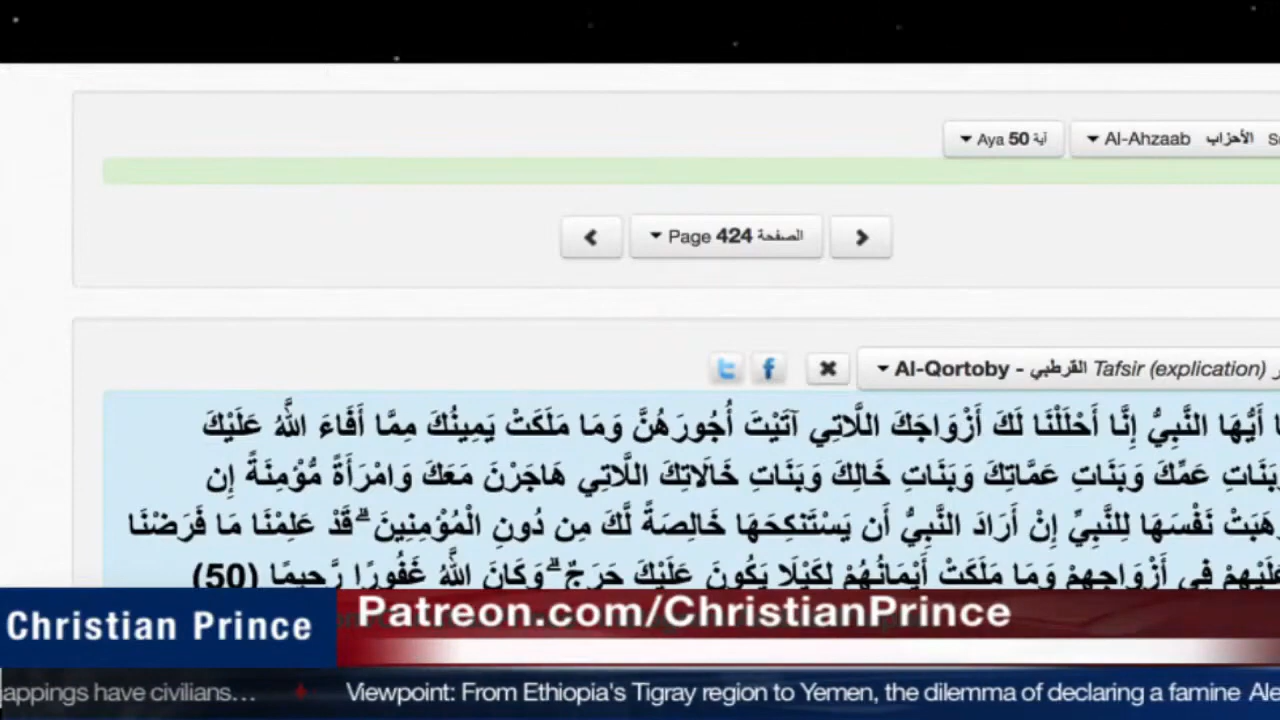 Aya 50 آية
Al-Ahzaab الأحزاب
Page 424 الصفحة
Al-Qortoby - القرطبي Tafsir (explication)
أَيُّهَا النَّبِيُّ إِنَّا أَحْلَلْنَا لَكَ أَزْوَاجَكَ اللَّاتِي آتَيْتَ أُجُورَهُنَّ وَمَا مَلَكَتْ يَمِينُكَ مِمَّا أَفَاءَ اللَّهُ عَلَيْكَ
بَنَاتِ عَمِّكَ وَبَنَاتِ عَمَّاتِكَ وَبَنَاتِ خَالِكَ وَبَنَاتِ خَالَاتِكَ اللَّاتِي هَاجَرْنَ مَعَكَ وَامْرَأَةً مُّؤْمِنَةً إِن
هَبَتْ نَفْسَهَا لِلنَّبِيِّ إِنْ أَرَادَ النَّبِيُّ أَن يَسْتَنكِحَهَا خَالِصَةً لَّكَ مِن دُونِ الْمُؤْمِنِينَ ۗ قَدْ عَلِمْنَا مَا فَرَضْنَا
عَلَيْهِمْ فِي أَزْوَاجِهِمْ وَمَا مَلَكَتْ أَيْمَانُهُمْ لِكَيْلَا يَكُونَ عَلَيْكَ حَرَجٌ ۗ وَكَانَ اللَّهُ غَفُورًا رَّحِيمًا (50)
Patreon.com/ChristianPrince
Christian Prince
appings have civilians... Viewpoint: From Ethiopia's Tigray region to Yemen, the dilemma of declaring a famine Ale